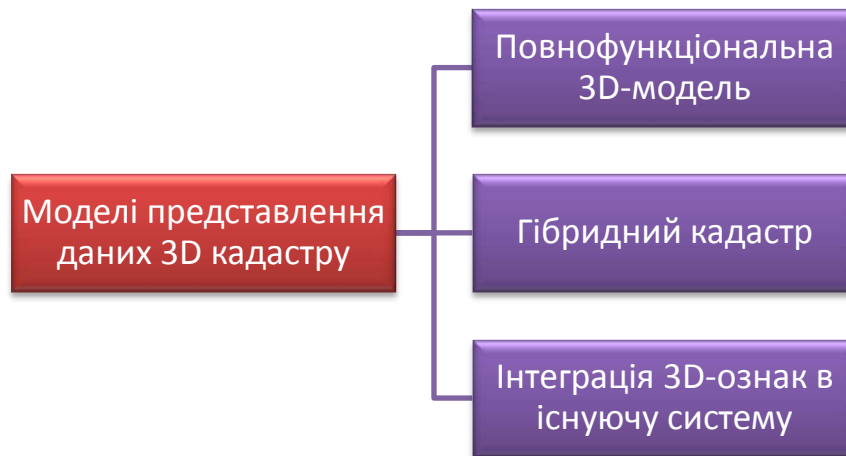 Повнофункціональна
3D-модель
Моделі представлення
даних 3D кадастру
Гібридний кадастр
Інтеграція 3D-ознак в
існуючу систему